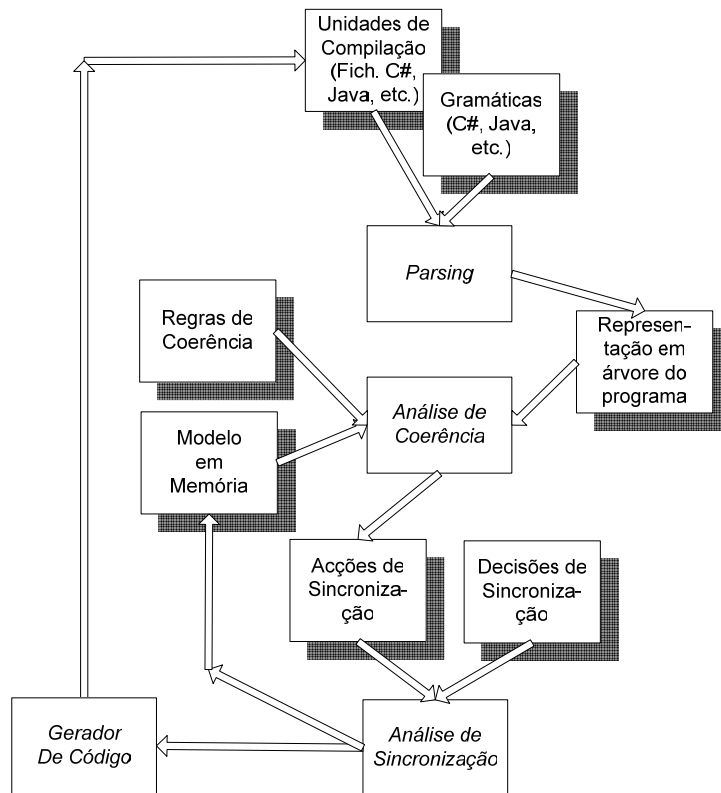 Unidades de
Compilação
(Fich. C#,
Java, etc.)
Gramáticas
(C#, Java,
etc.)
Parsing
Regras de
Coerência
Represen-
tação em
árvore do
programa
Análise de
Coerência
Modelo
em
Memória
Acções de
Sincroniza-
ção
Decisões de
Sincroniza-
ção
Gerador
De Código
Análise de
Sincronização